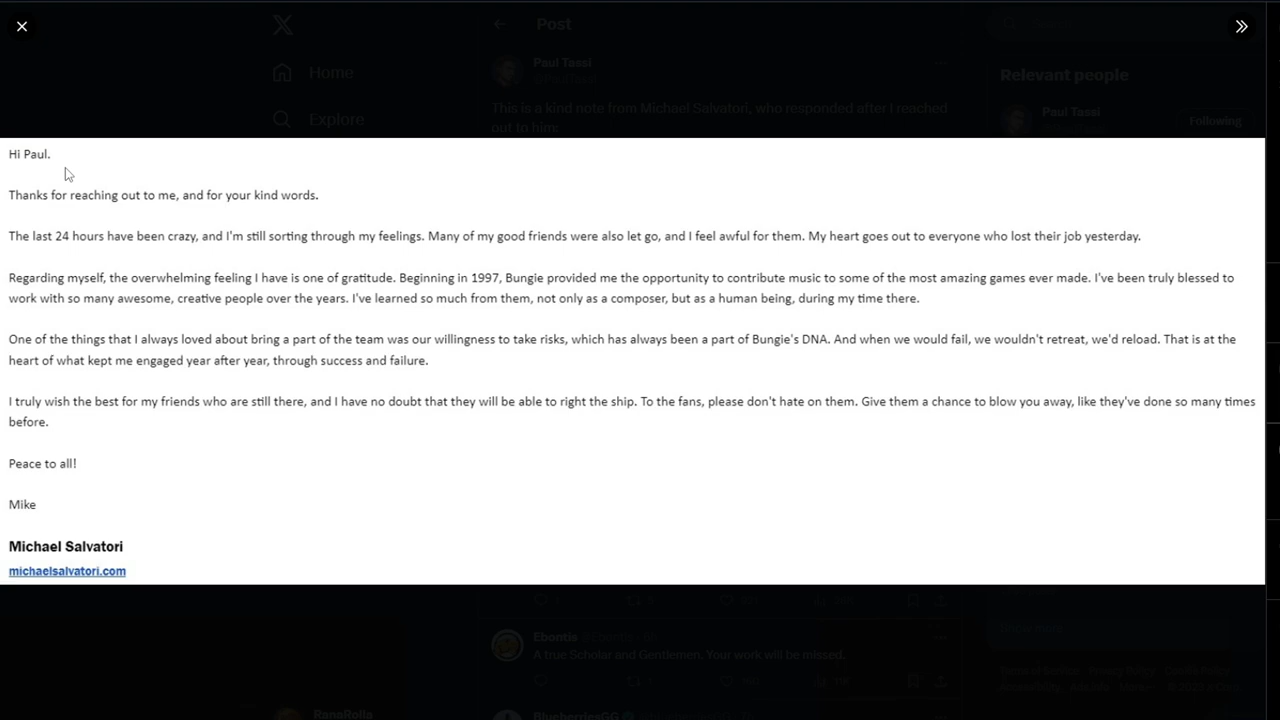 Post
Home
Paul Tassi
Relevant people
This is a kind note from Michael Salvatori, who responded after I reached
out to him:
Paul Tassi
Following
Explore
Hi Paul.
Thanks for reaching out to me, and for your kind words.
The last 24 hours have been crazy, and I'm still sorting through my feelings. Many of my good friends were also let go, and I feel awful for them. My heart goes out to everyone who lost their job yesterday.
Regarding myself, the overwhelming feeling I have is one of gratitude. Beginning in 1997, Bungie provided me the opportunity to contribute music to some of the most amazing games ever made. I've been truly blessed to
work with so many awesome, creative people over the years. I've learned so much from them, not only as a composer, but as a human being, during my time there.
One of the things that I always loved about bring a part of the team was our willingness to take risks, which has always been a part of Bungie's DNA. And when we would fail, we wouldn't retreat, we'd reload. That is at the
heart of what kept me engaged year after year, through success and failure.
I truly wish the best for my friends who are still there, and I have no doubt that they will be able to right the ship. To the fans, please don't hate on them. Give them a chance to blow you away, like they've done so many times
before.
Peace to all!
Mike
Michael Salvatori
michaelsalvatori.com
Ebontis
A true Scholar and Gentlemen. Your work will be missed.
RaneRolla
BlueberriesGG